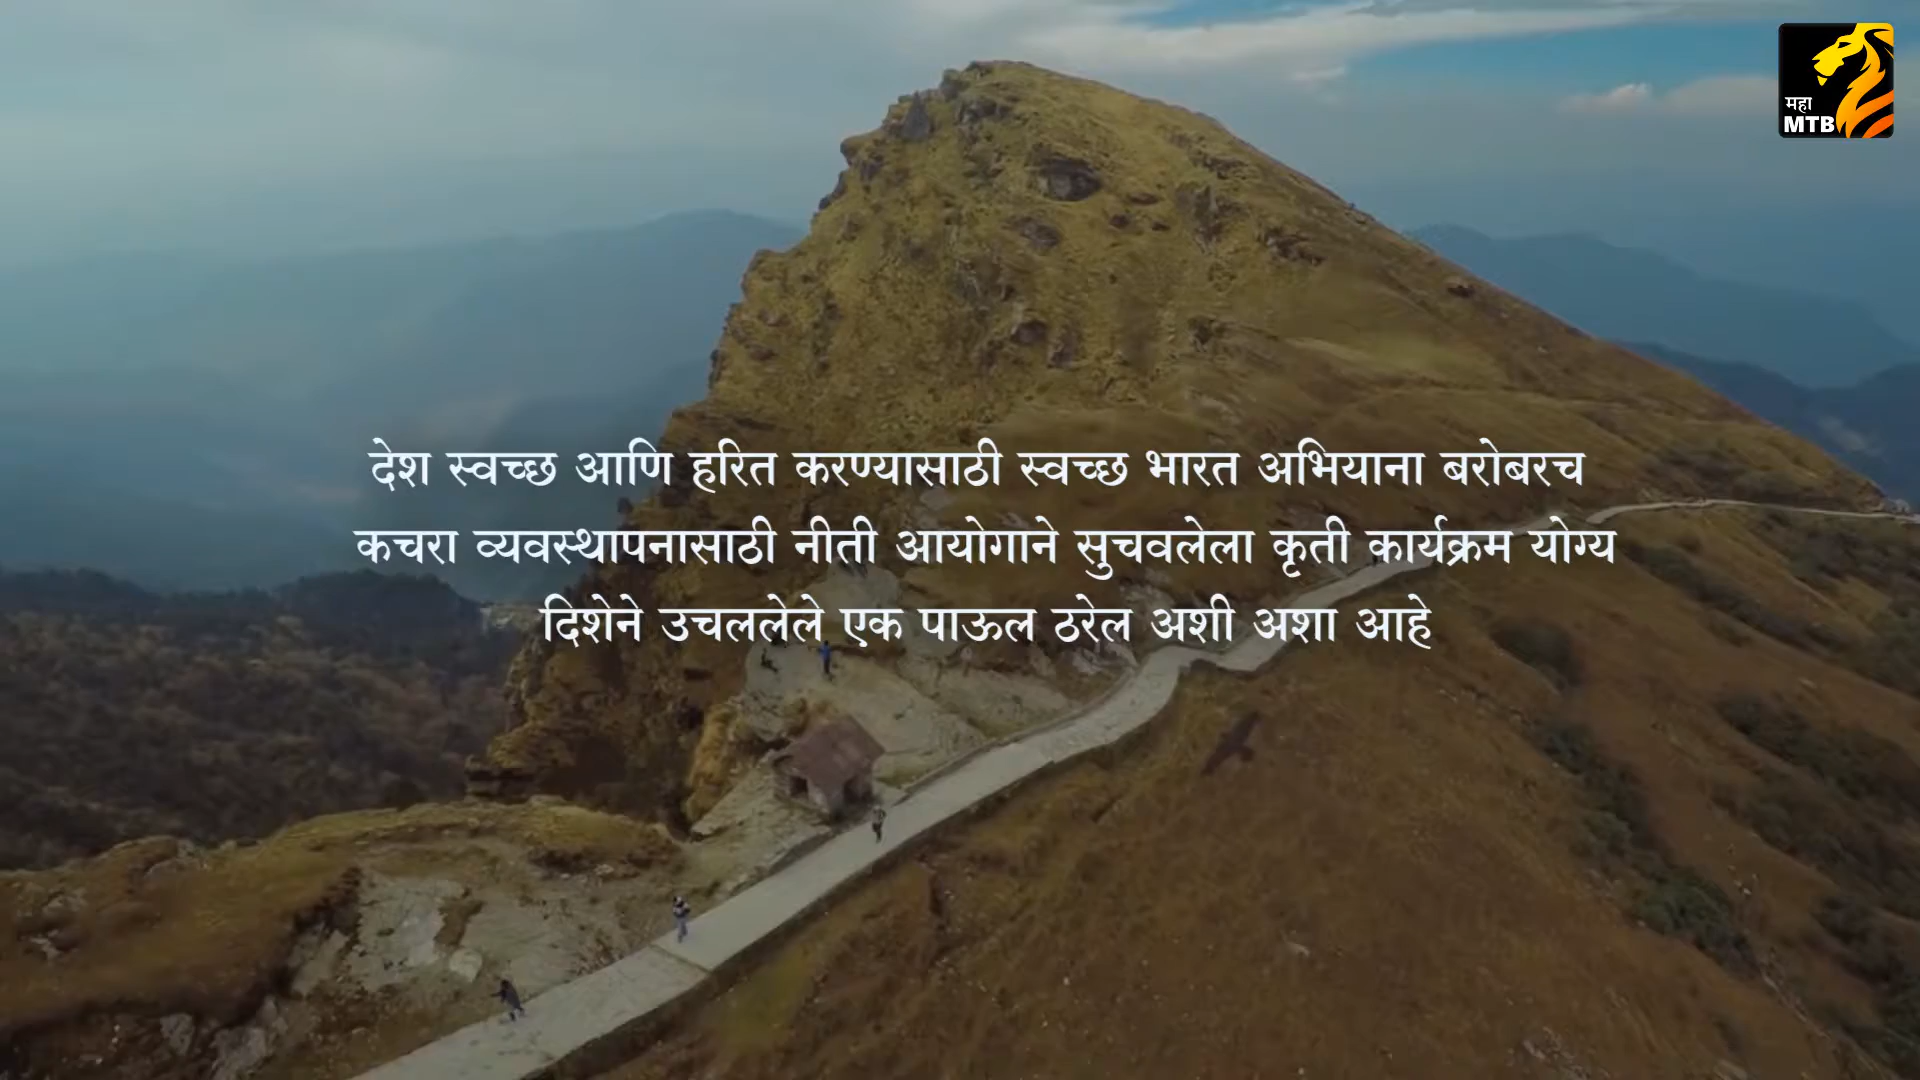 महा
MTB
देश स्वच्छ आणि हरित करण्यासाठी स्वच्छ भारत अभियाना बरोबरच
कचरा व्यवस्थापनासाठी नीती आयोगाने सुचवलेला कृती कार्यक्रम योग्य
दिशेने उचललेले एक पाऊल ठरेल अशी अशा आहे